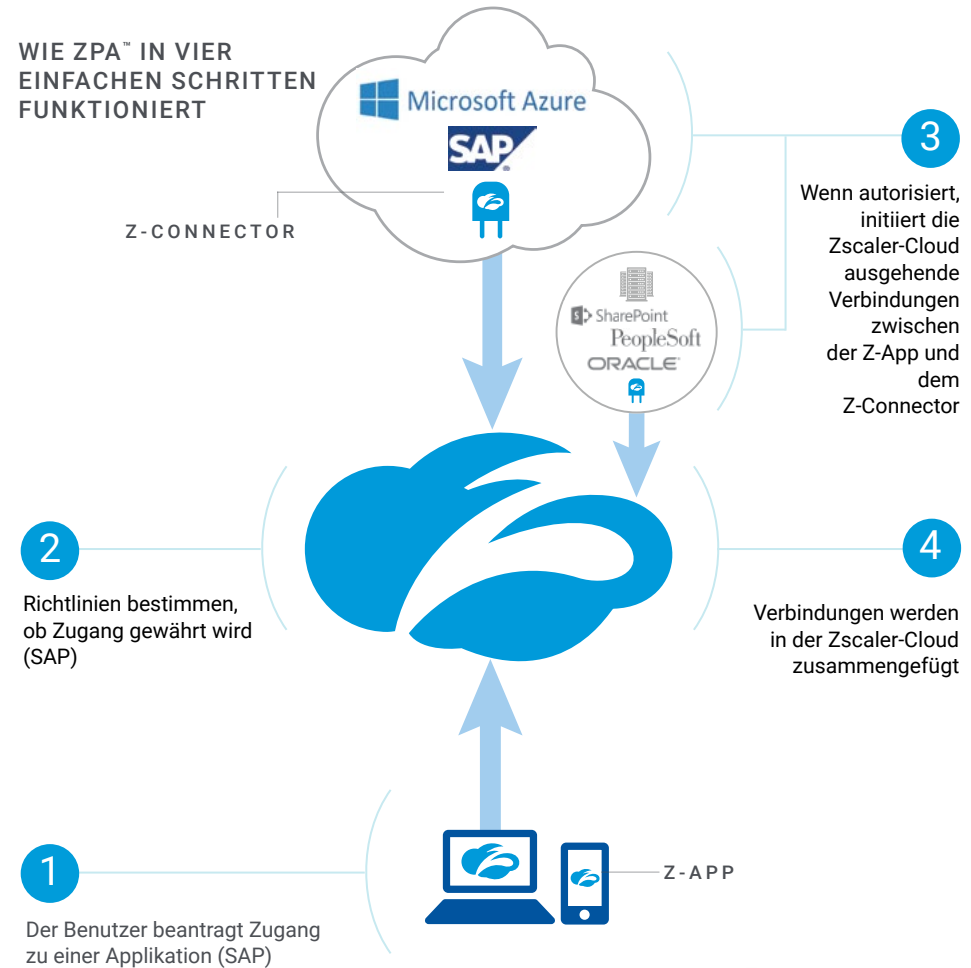 WIE ZPA™ IN VIER
EINFACHEN SCHRITTEN
FUNKTIONIERT
Microsoft Azure
SAP
Z-CONNECTOR
SharePoint
PeopleSoft
ORACLE
3
Wenn autorisiert,
initiiert die
Zscaler-Cloud
ausgehende
Verbindungen
zwischen
der Z-App und
dem
Z-Connector
2
Richtlinien bestimmen,
ob Zugang gewährt wird
(SAP)
4
Verbindungen werden
in der Zscaler-Cloud
zusammengefügt
1
Der Benutzer beantragt Zugang
zu einer Applikation (SAP)
Z-APP